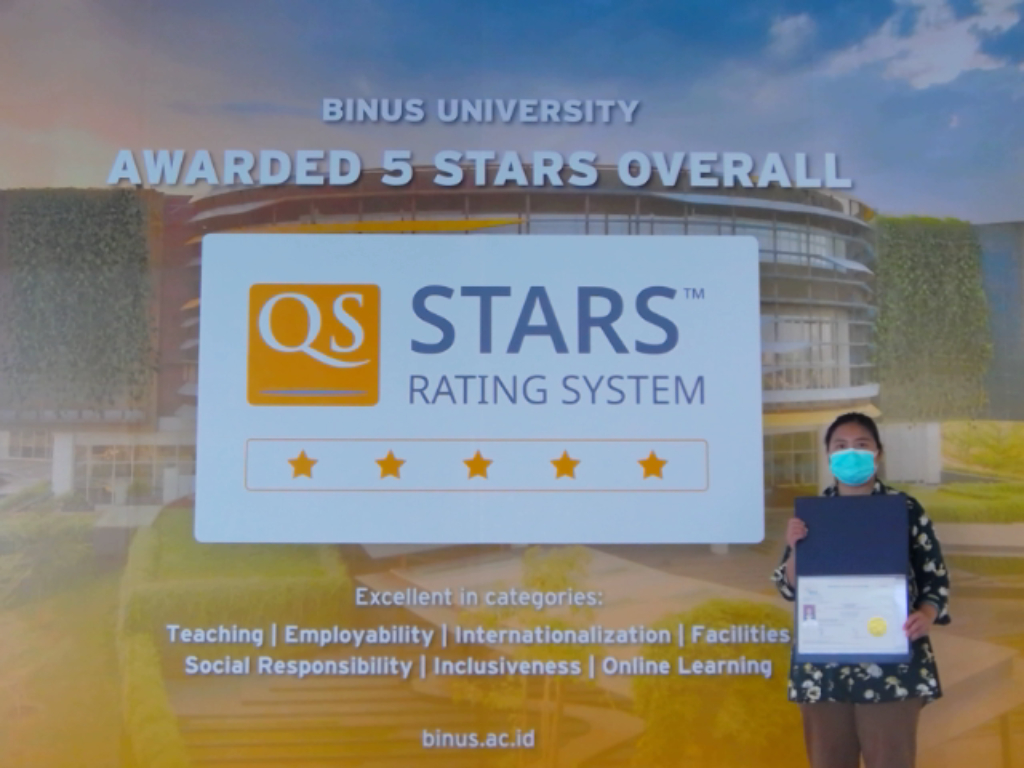 BINUS UNIVERSITY
AWARDED 5 STARS OVERALL
QS
STARS™
RATING SYSTEM
Excellent in categories:
Teaching | Employability | Internationalization | Facilities
Social Responsibility | Inclusiveness | Online Learning
binus.ac.id